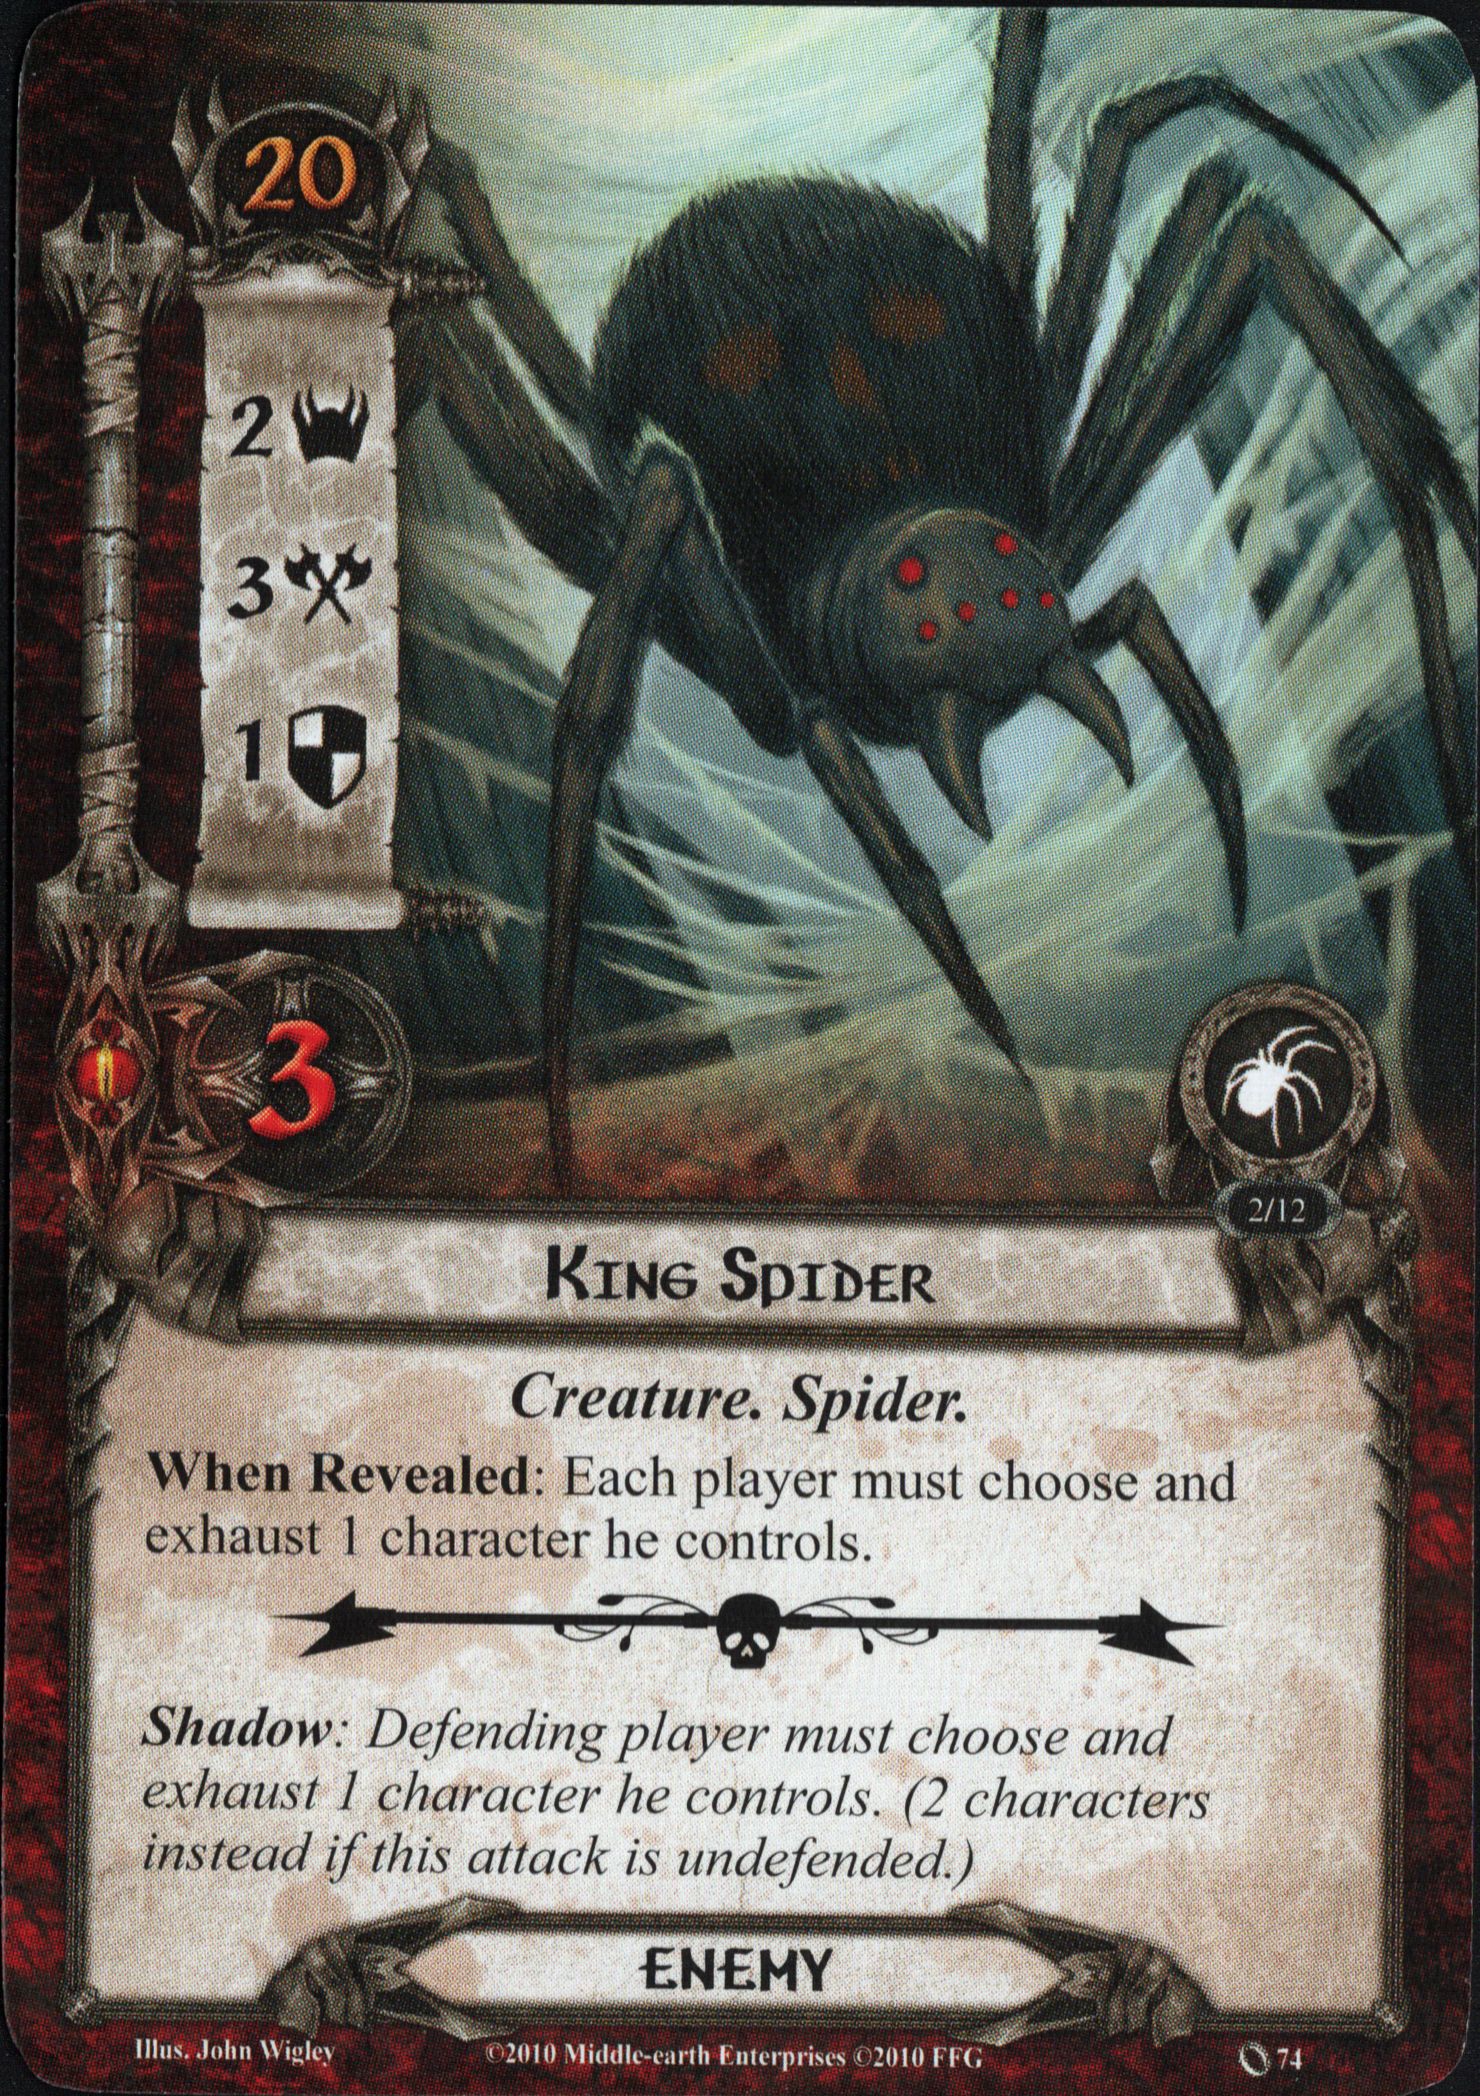 20
2
3
1
3
2/12
King Spider
Creature. Spider.
When Revealed: Each player must choose and
exhaust 1 character he controls.
Shadow: Defending player must choose and
exhaust 1 character he controls. (2 characters
instead if this attack is undefended.)
ENEMY
Illus. John Wigley
©2010 Middle-earth Enterprises ©2010 FFG
74